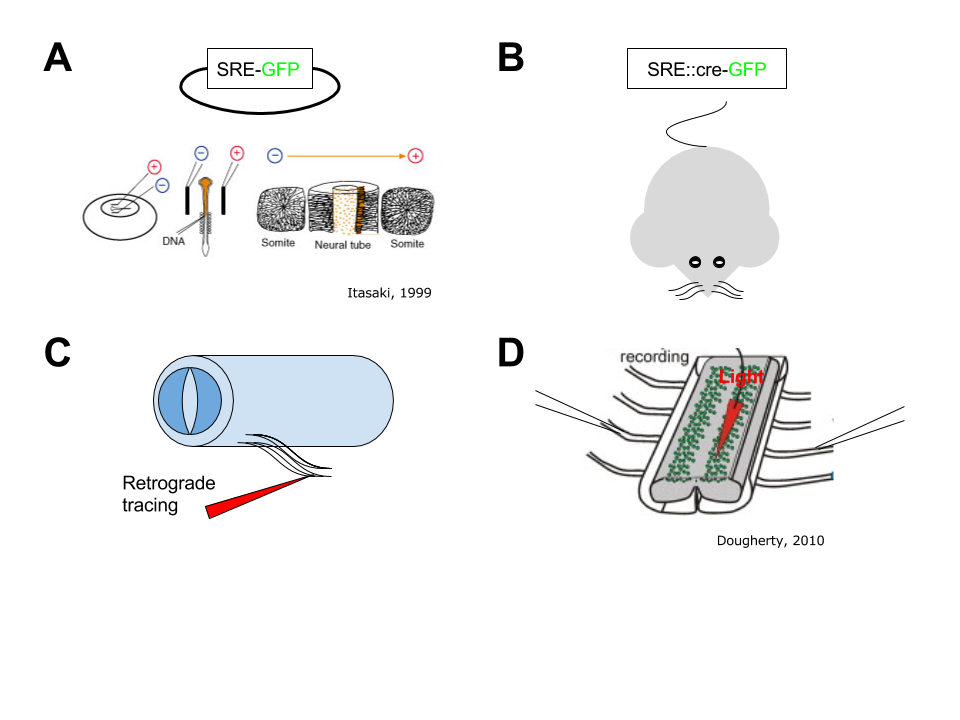 A
SRE-GFP
+
−
−
+
−
+
DNA
Somite
Neural tube
Somite
Itasaki, 1999
B
SRE::cre-GFP
C
Retrograde
tracing
D
recording
Light
Dougherty, 2010